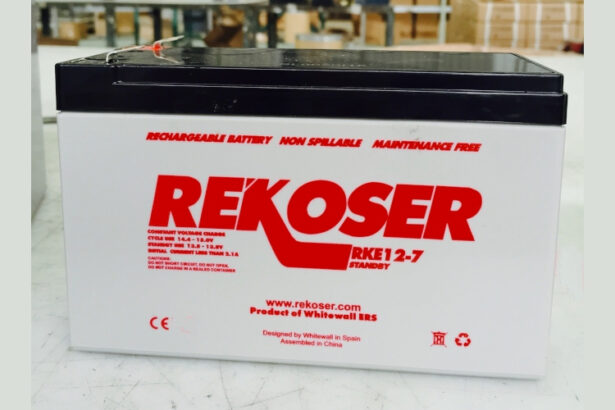 RECHARGEABLE BATTERY NON SPILLABLE MAINTENANCE FREE
REKOSER
RKE12-7
STANDBY
CONSTANT VOLTAGE CHARGE
CYCLE USE 14.4 - 15.0V
STANDBY USE 13.5 - 13.8V
INITIAL CURRENT LESS THAN 2.1A
CAUTIONS:
DO NOT SHORT CIRCUIT, DO NOT OPEN,
DO NOT CHARGE IN A SEALED CONTAINER
www.rekoser.com
Product of Whitewall ERS
CE
Designed by Whitewall in Spain
Assembled in China